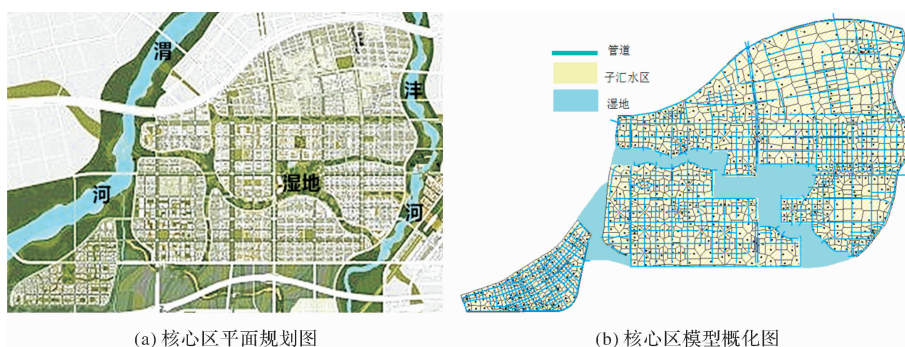 渭
沣
湿地
河
河
(a) 核心区平面规划图
管道
子汇水区
湿地
(b) 核心区模型概化图